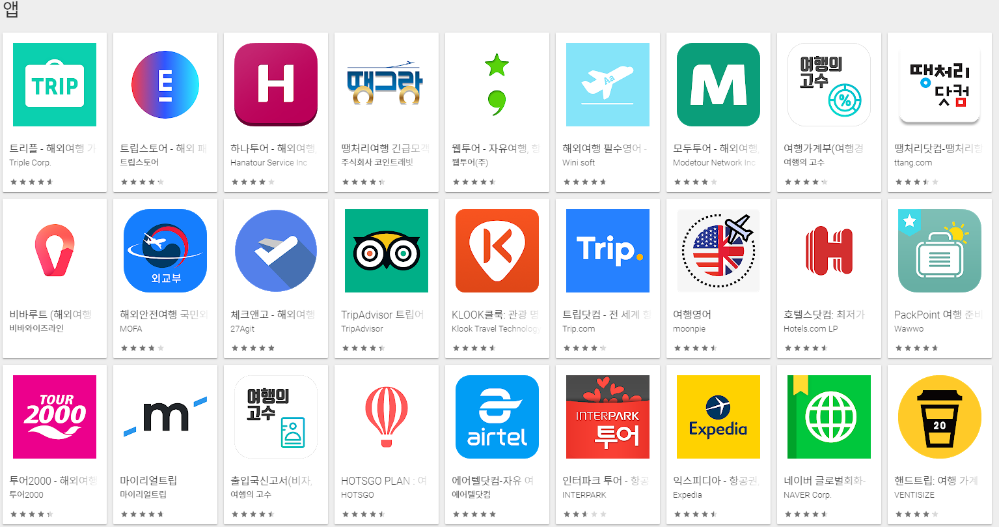 앱
TRIP
트리플 - 해외여행 가
Triple Corp.
E
트립스토어 - 해외 패
트립스토어
H
하나투어 - 해외여행,
Hanatour Service Inc
땡그랑
땡처리여행 긴급모객
주식회사 코인트래빗
웹투어 - 자유여행, 항
웹투어(주)
Aa
해외여행 필수영어 -
Wini soft
M
모두투어 - 해외여행,
Modetour Network Inc
여행의
고수
%
여행가계부(여행경
여행의 고수
땡처리
닷컴
땡처리닷컴-땡처리항
ttang.com
비바루트 (해외여행
비바와이즈라인
외교부
해외안전여행 국민외
MOFA
체크앤고 - 해외여행
27Agit
TripAdvisor 트립어
TripAdvisor
K
KLOOK클룩: 관광 명
Klook Travel Technology
Trip.
트립닷컴 - 전 세계 항
Trip.com
여행영어
moonpie
H
호텔스닷컴: 최저가
Hotels.com LP
PackPoint 여행 준비
Wawwo
TOUR
2000
투어2000 - 해외여행
투어2000
m
마이리얼트립
마이리얼트립
여행의
고수
출입국신고서(비자,
여행의 고수
HOTSGO PLAN : 여
HOTSGO
airtel
에어텔닷컴-자유 여
에어텔닷컴
INTERPARK
투어
인터파크 투어 - 항공
INTERPARK
Expedia
익스피디아 - 항공권,
Expedia
네이버 글로벌회화-
NAVER Corp.
20
핸드트립: 여행 가계
VENTISIZE